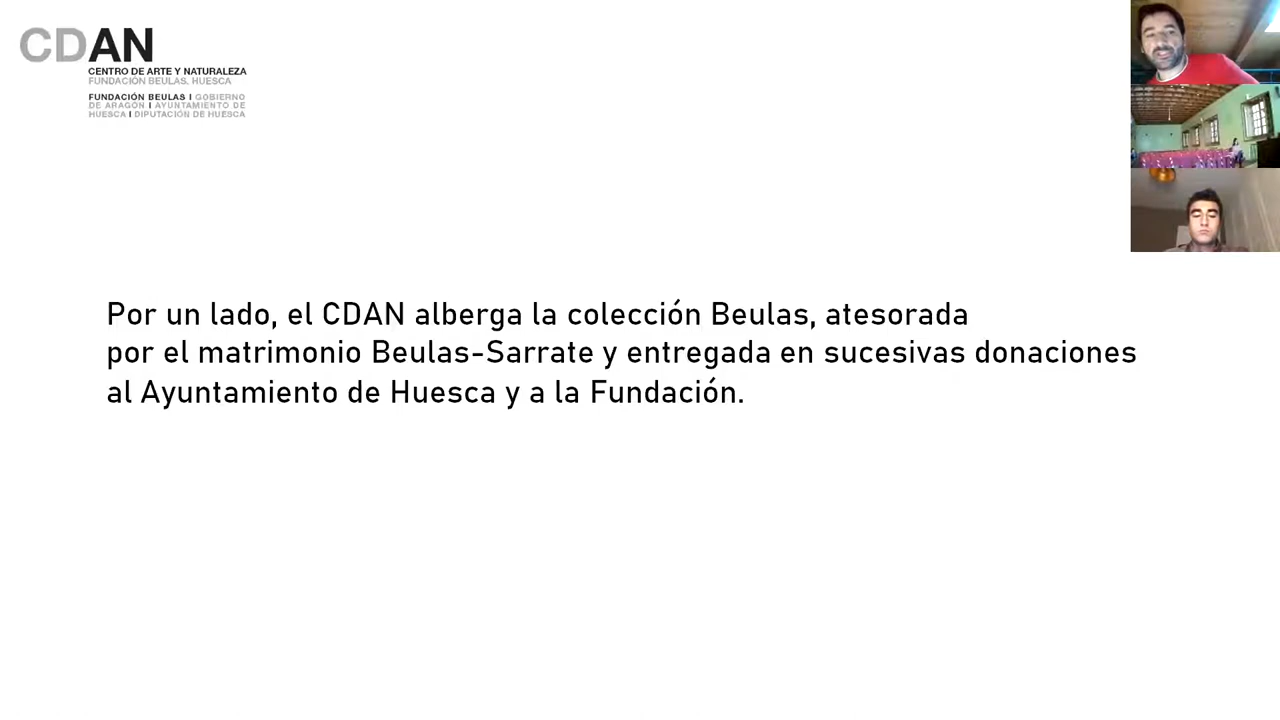 CDAN
CENTRO DE ARTE Y NATURALEZA
FUNDACIÓN BEULAS. HUESCA
FUNDACIÓN BEULAS I GOBIERNO
DE ARAGÓN I AYUNTAMIENTO DE
HUESCA I DIPUTACIÓN DE HUESCA
Por un lado, el CDAN alberga la colección Beulas, atesorada
por el matrimonio Beulas-Sarrate y entregada en sucesivas donaciones
al Ayuntamiento de Huesca y a la Fundación.